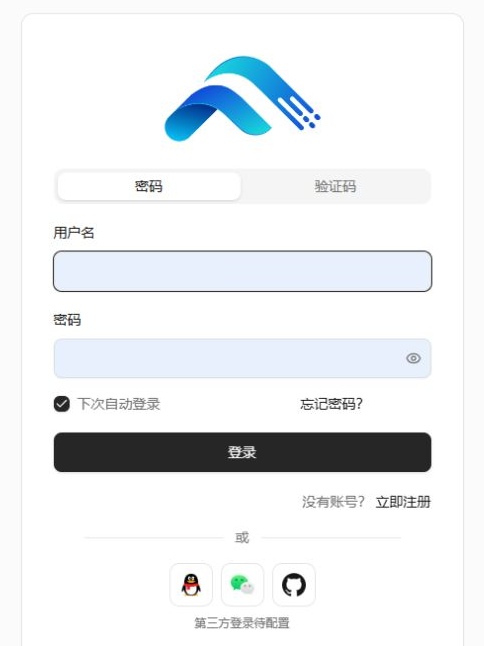 密码 验证码
用户名
密码
下次自动登录 忘记密码?
登录
没有账号? 立即注册
或
第三方登录待配置